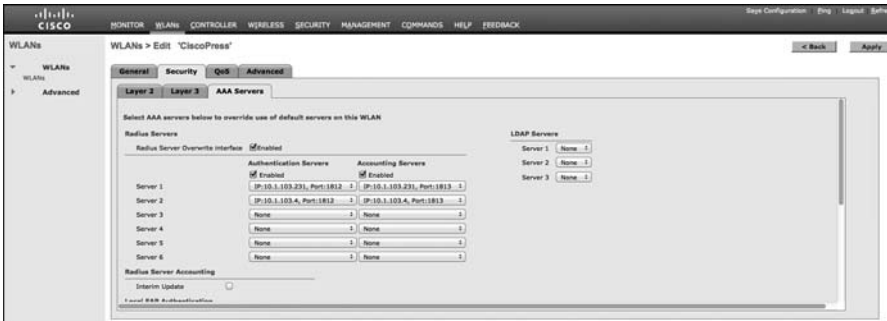 Save Configuration Ping Logout Refre
CISCO
MONITOR WLANs CONTROLLER WIRELESS SECURITY MANAGEMENT COMMANDS HELP FEEDBACK
WLANs
WLANs > Edit 'CiscoPress'
< Back Apply
WLANs
WLANs
Advanced
General Security QoS Advanced
Layer 2 Layer 3 AAA Servers
Select AAA servers below to override use of default servers on this WLAN
Radius Servers LDAP Servers
Radius Server Overwrite interface Enabled
Server 1 None
Server 2 None
Server 3 None
Authentication Servers Accounting Servers
Enabled Enabled
Server 1 IP:10.1.103.231, Port:1812 IP:10.1.103.231, Port:1813
Server 2 IP:10.1.103.4, Port:1812 IP:10.1.103.4, Port:1813
Server 3 None None
Server 4 None None
Server 5 None None
Server 6 None None
Radius Server Accounting
Interim Update
Local EAP Authentication